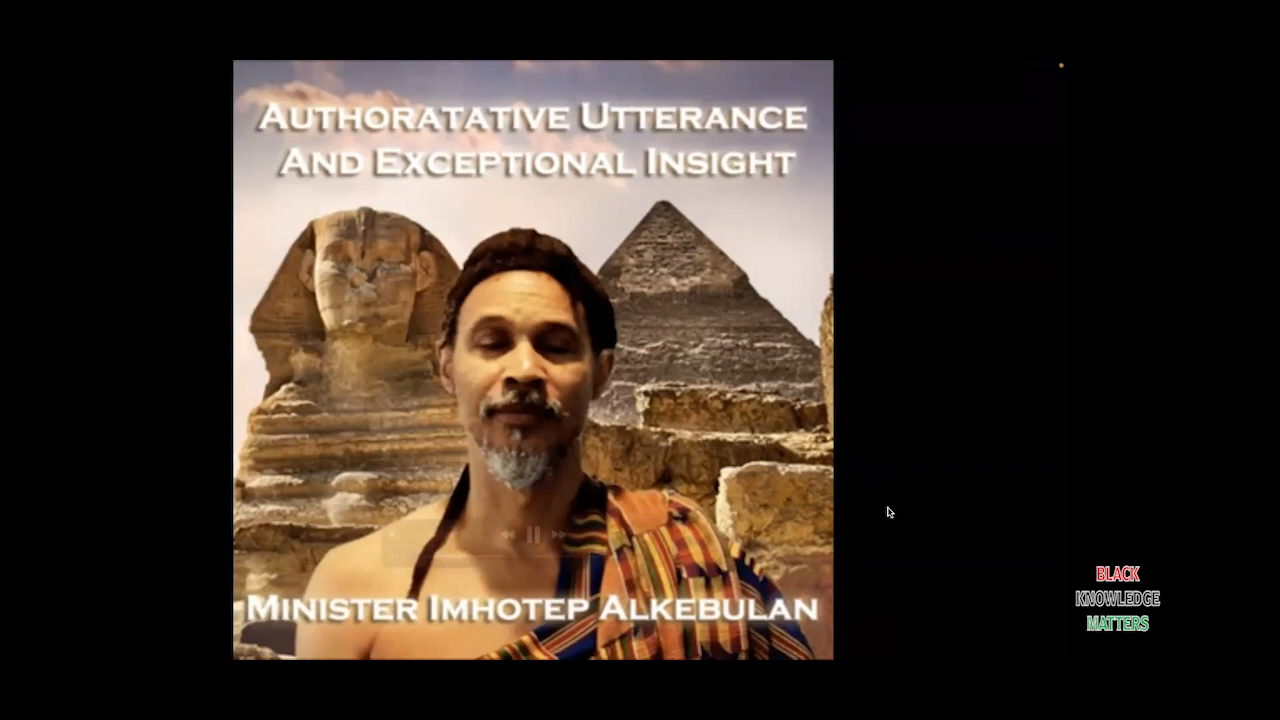 AUTHORATATIVE UTTERANCE
AND EXCEPTIONAL INSIGHT
MINISTER IMHOTEP ALKEBULAN
BLACK
KNOWLEDGE
MATTERS